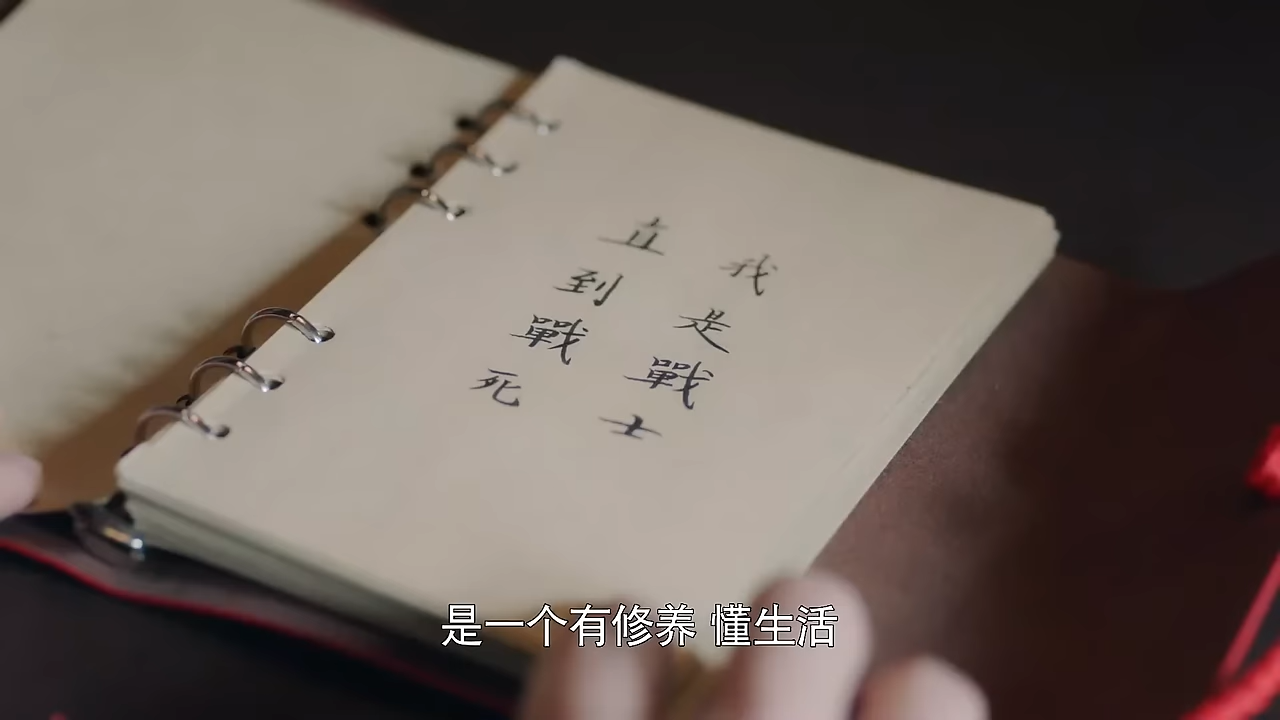 我是戰士
立到戰死
是一个有修养 懂生活